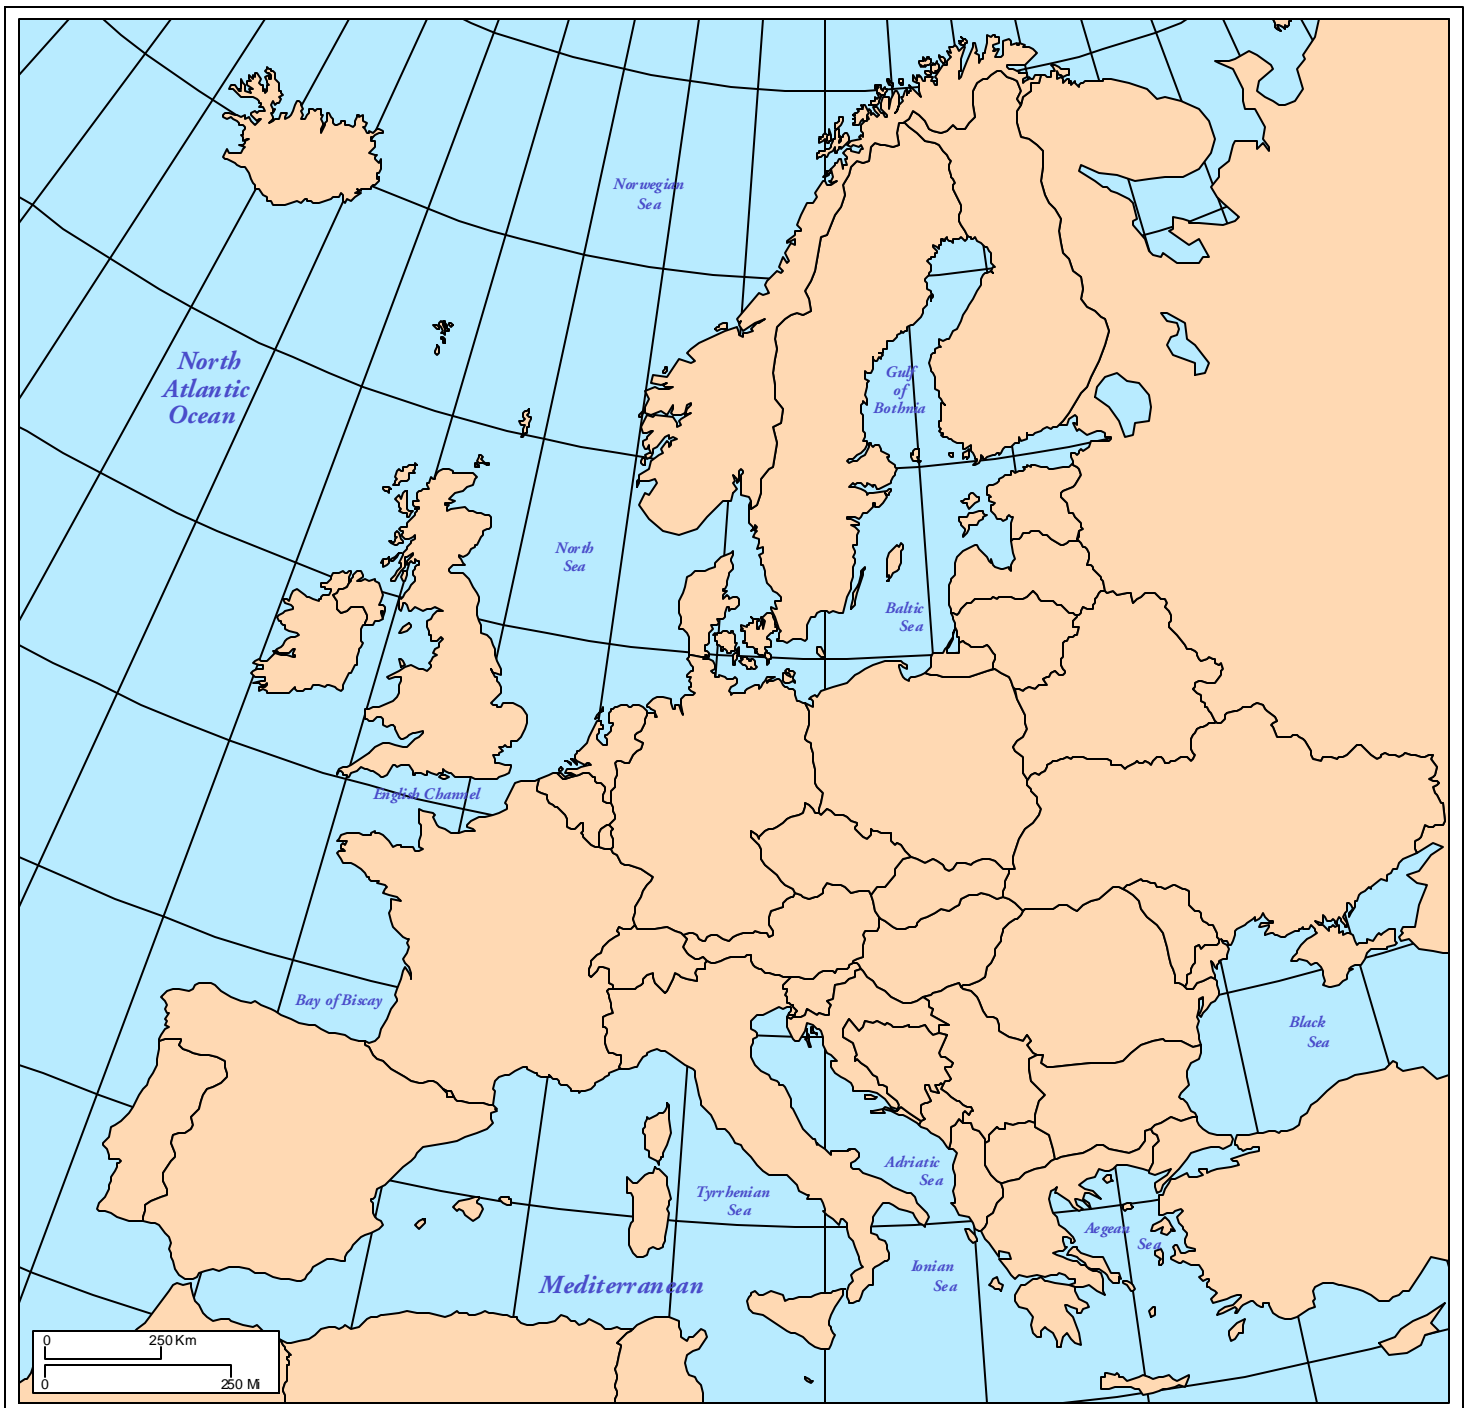 Norwegian
Sea
North
Atlantic
Ocean
Gulf
of
Bothnia
North
Sea
Baltic
Sea
English Channel
Bay of Biscay
Black
Sea
Adriatic
Sea
Tyrrhenian
Sea
Aegean
Sea
Ionian
Sea
Mediterranean
0 250 Km
0 250 Mi